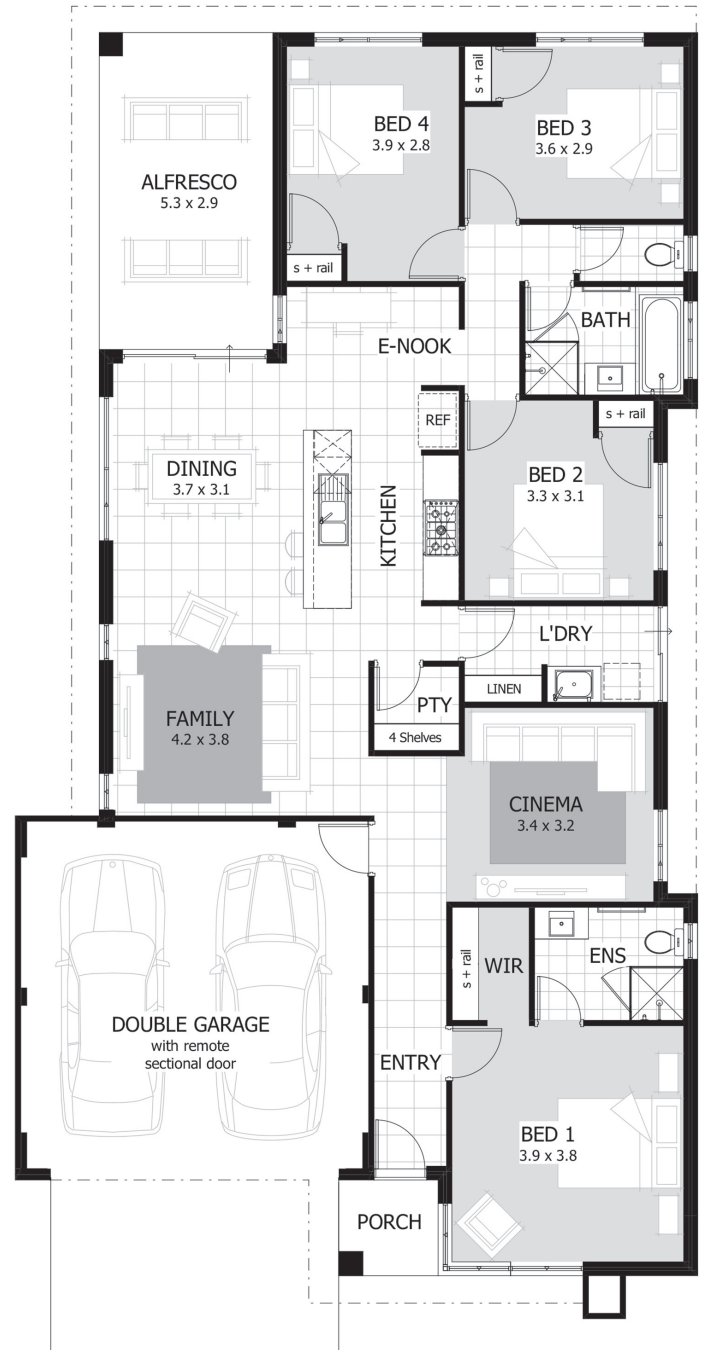 BED 4
3.9 x 2.8
s + rail
BED 3
3.6 x 2.9
ALFRESCO
5.3 x 2.9
s + rail
BATH
E-NOOK
REF
s + rail
DINING
3.7 x 3.1
KITCHEN
BED 2
3.3 x 3.1
L'DRY
LINEN
PTY
4 Shelves
FAMILY
4.2 x 3.8
CINEMA
3.4 x 3.2
s + rail
WIR
ENS
DOUBLE GARAGE
with remote
sectional door
ENTRY
BED 1
3.9 x 3.8
PORCH